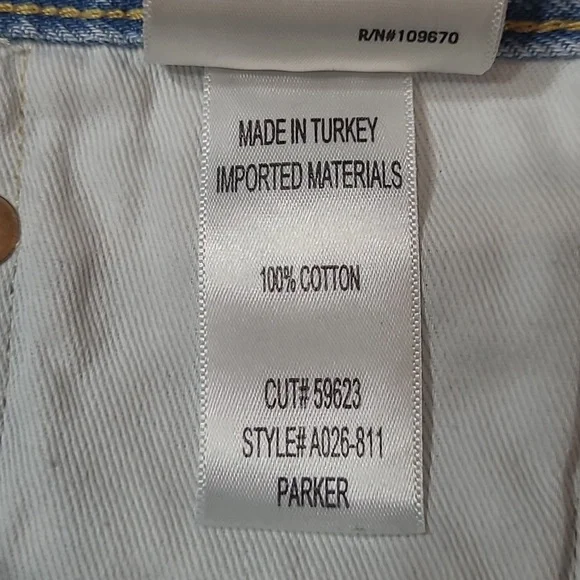 R/N#109670
MADE IN TURKEY
IMPORTED MATERIALS
100% COTTON
CUT# 59623
STYLE# A026-811
PARKER